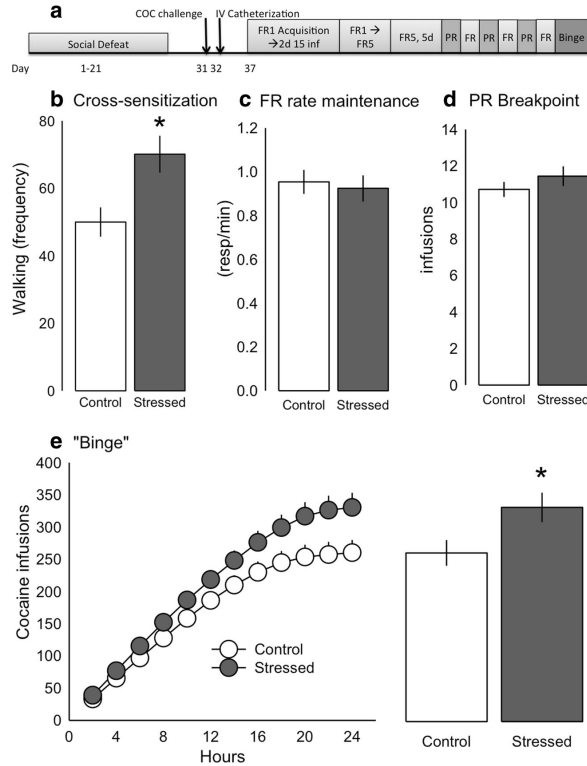 a
COC challenge IV Catheterization
Social Defeat
FR1 Acquisition
→2d 15 inf
FR1 →
FR5
FR5, 5d
PR FR PR FR PR FR Binge
Day 1-21 31 32 37
b Cross-sensitization
*
Walking (frequency)
80
60
40
20
0
Control Stressed
c FR rate maintenance
(resp/min)
1.2
1.0
0.8
0.6
0.4
0.2
0.0
Control Stressed
d PR Breakpoint
infusions
14
12
10
8
6
4
2
0
Control Stressed
e "Binge"
Cocaine infusions
400
350
300
250
200
150
100
50
0
Control
Stressed
0 4 8 12 16 20 24
Hours
*
Control Stressed